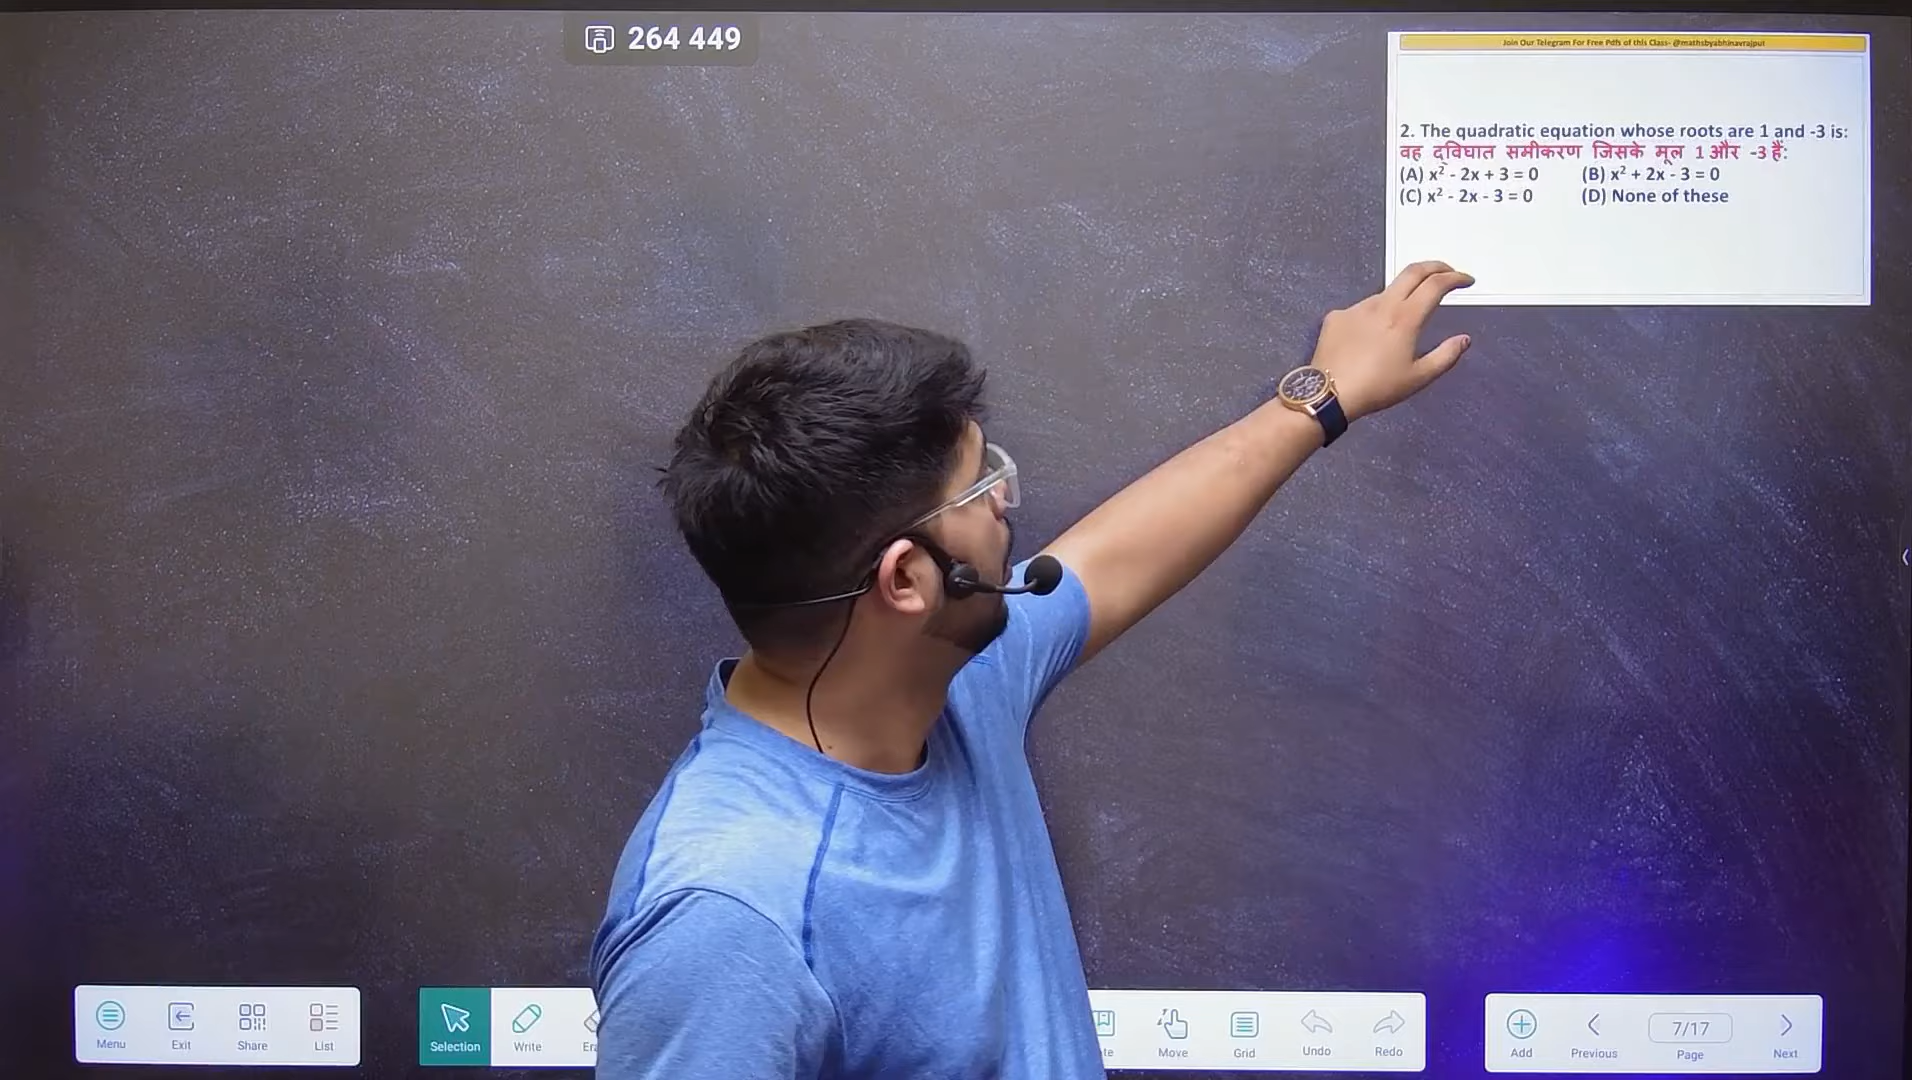 264 449
Join Our Telegram For Free Pdfs of this Class- @mathsbyabhinavrajput
2. The quadratic equation whose roots are 1 and -3 is:
वह द्विघात समीकरण जिसके मूल 1 और -3 हैं:
(A) x² - 2x + 3 = 0 (B) x² + 2x - 3 = 0
(C) x² - 2x - 3 = 0 (D) None of these
Menu Exit Share List
Selection Write
Move Grid Undo Redo
Add Previous 7/17 Page Next